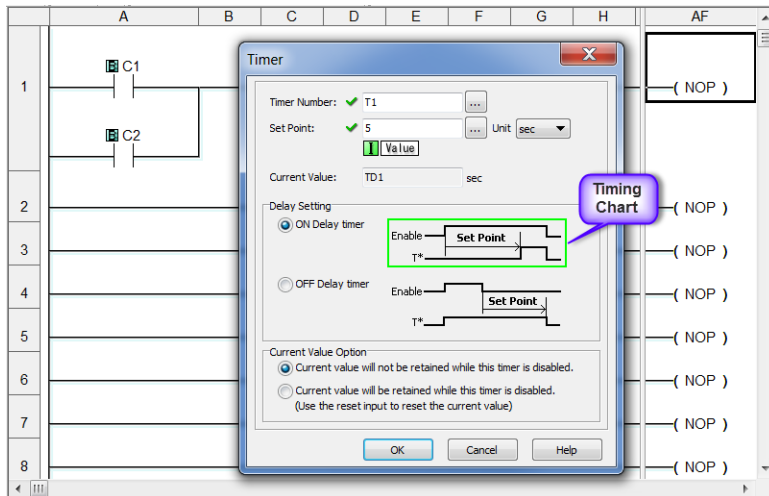 A B C D E F G H AF
Timer X
1
C1
( NOP )
C2
Timer Number: T1 ...
Set Point: 5 ... Unit sec
I Value
Current Value: TD1 sec
Timing
Chart
2
( NOP )
Delay Setting
ON Delay timer
Enable
Set Point
T*
3
( NOP )
OFF Delay timer
Enable
Set Point
T*
4
( NOP )
5
( NOP )
Current Value Option
Current value will not be retained while this timer is disabled.
6
( NOP )
Current value will be retained while this timer is disabled.
(Use the reset input to reset the current value)
7
( NOP )
OK Cancel Help
8
( NOP )